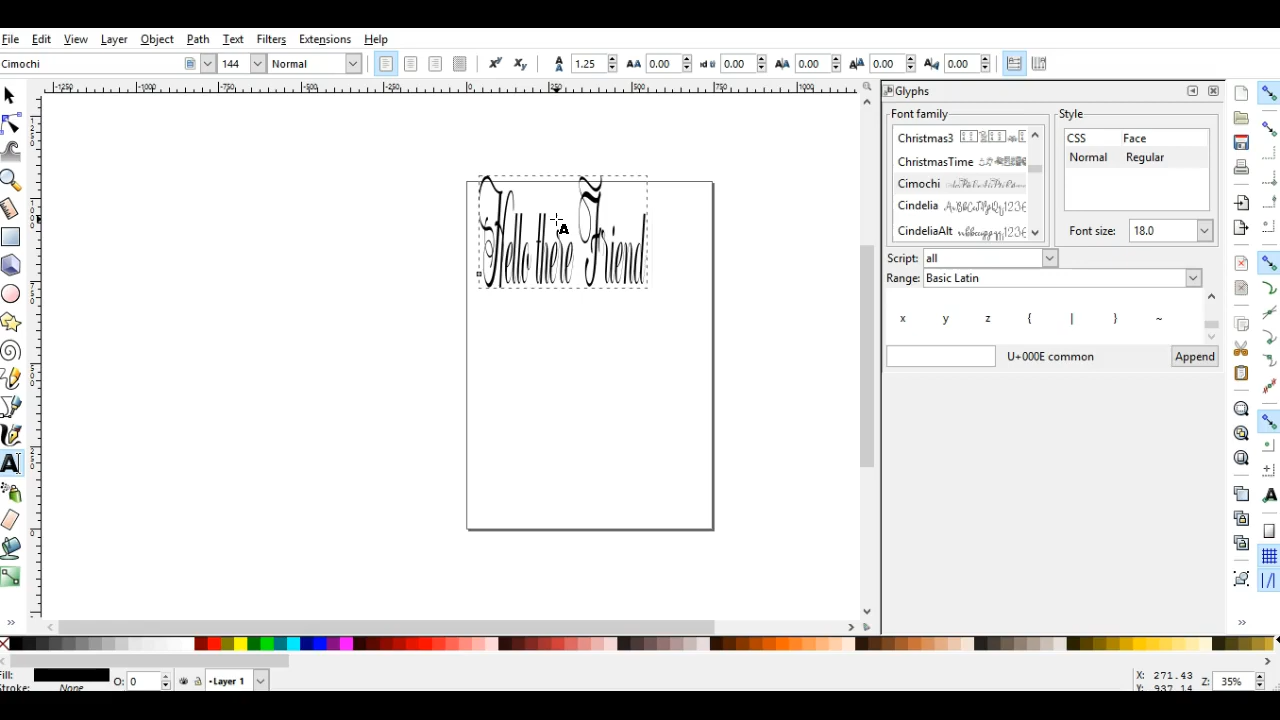 File Edit View Layer Object Path Text Filters Extensions Help
Cimochi 144 Normal 1.25 0.00 0.00 0.00 0.00 0.00
Glyphs
Font family
Style
Christmas3
ChristmasTime
Cimochi
Cindelia
CindeliaAlt
CSS Face
Normal Regular
Font size: 18.0
Script: all
Range: Basic Latin
x y z { | } ~
U+000E common
Append
Hello there Friend
Fill:
Stroke: None
O: 0
•Layer 1
X: 271.43
Y: 937.14
Z: 35%